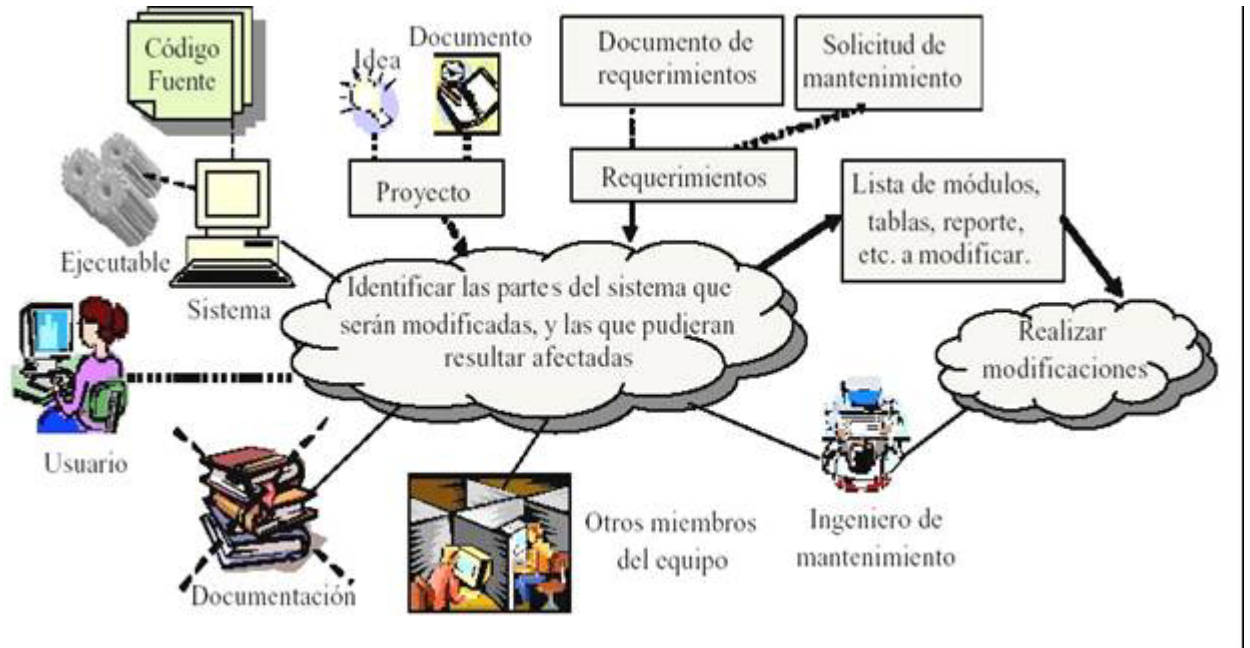 Código
Fuente
Idea
Documento
Documento de
requerimientos
Solicitud de
mantenimiento
Proyecto
Requerimientos
Lista de módulos,
tablas, reporte,
etc. a modificar.
Ejecutable
Sistema
Identificar las partes del sistema que
serán modificadas, y las que pudieran
resultar afectadas
Realizar
modificaciones
Usuario
Documentación
Otros miembros
del equipo
Ingeniero de
mantenimiento